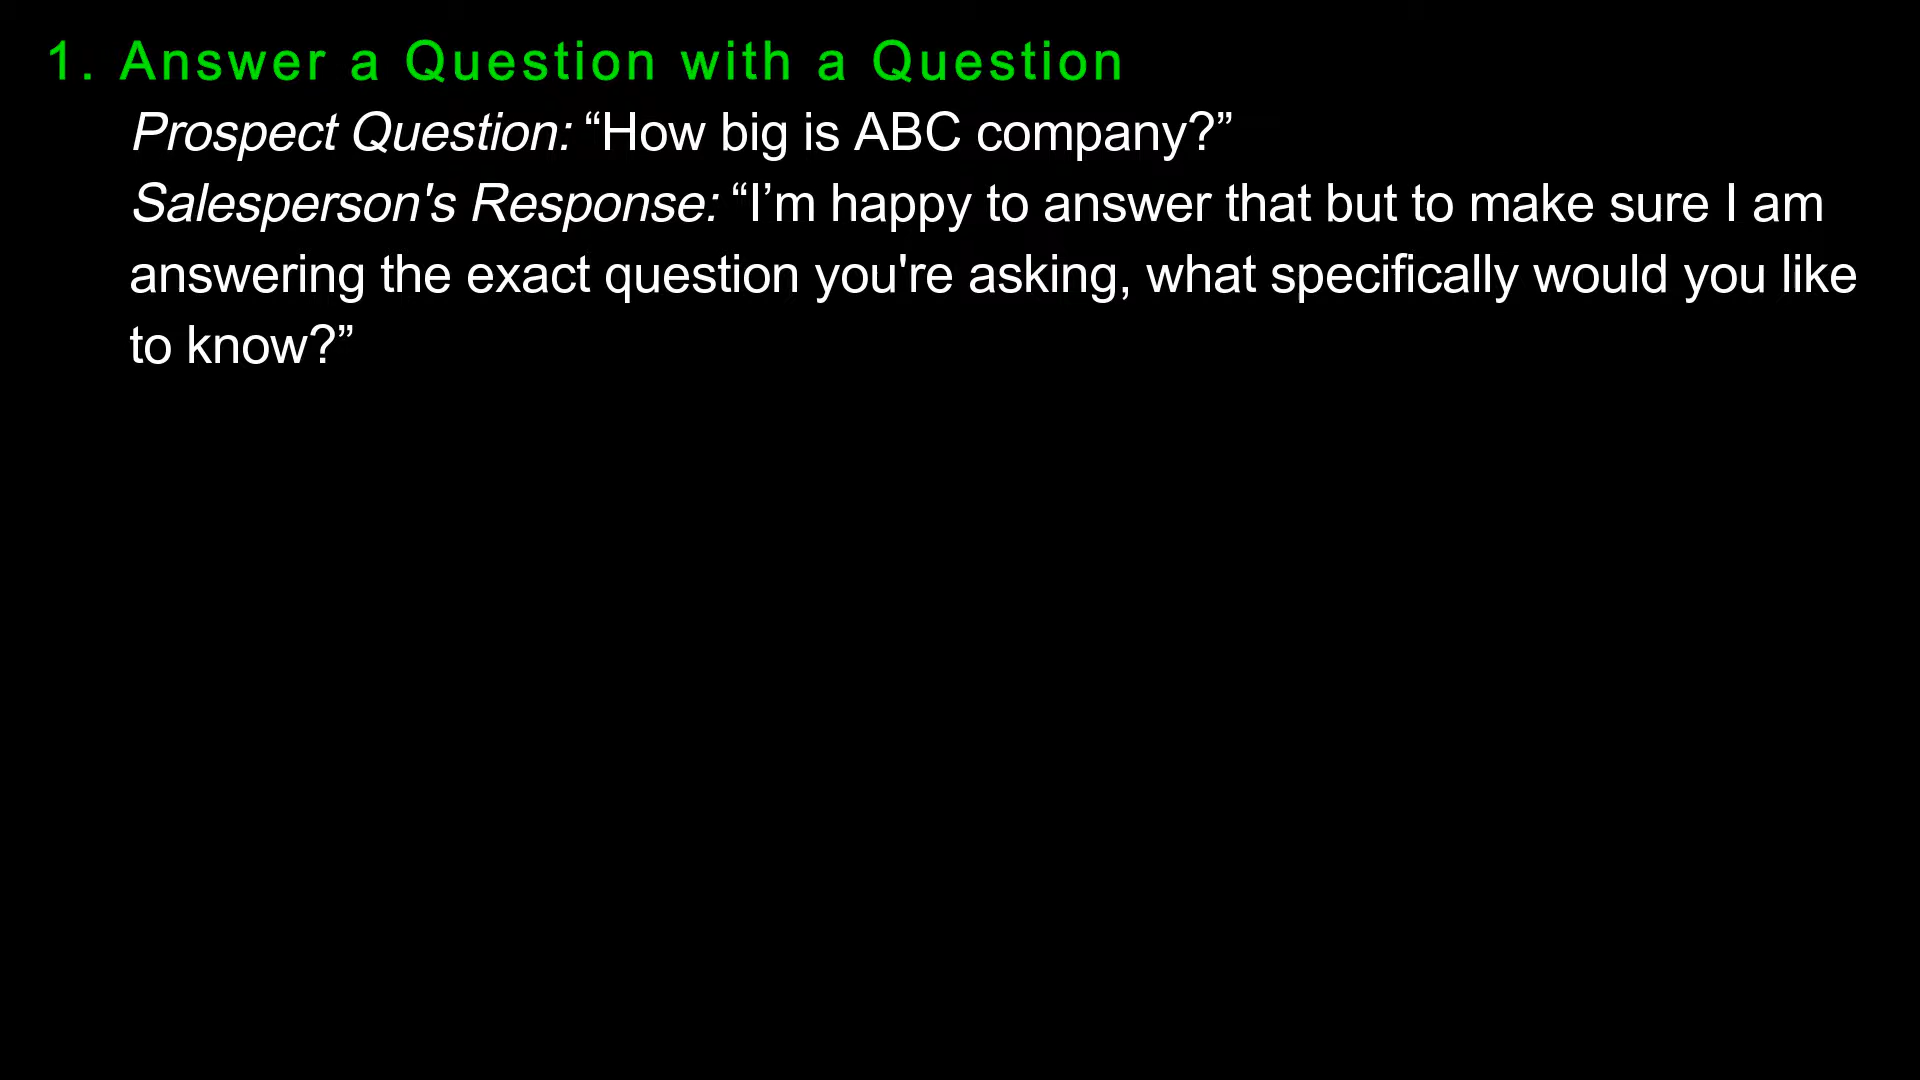 1. Answer a Question with a Question
Prospect Question: “How big is ABC company?”
Salesperson's Response: “I’m happy to answer that but to make sure I am
answering the exact question you're asking, what specifically would you like
to know?”